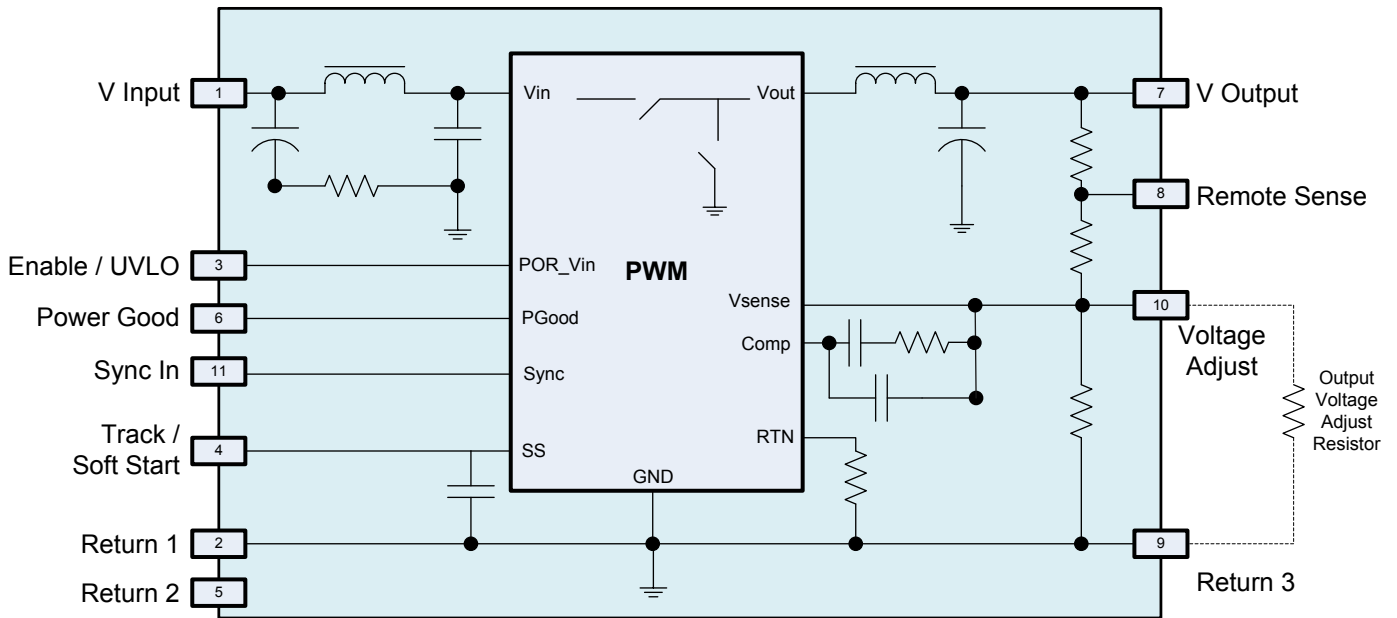 V Input
1
Enable / UVLO
3
Power Good
6
Sync In
11
Track /
Soft Start
4
Return 1
2
Return 2
5
Vin
Vout
POR_Vin
PWM
PGood
Vsense
Comp
Sync
RTN
SS
GND
7
V Output
8
Remote Sense
10
Voltage
Adjust
Output
Voltage
Adjust
Resistor
9
Return 3